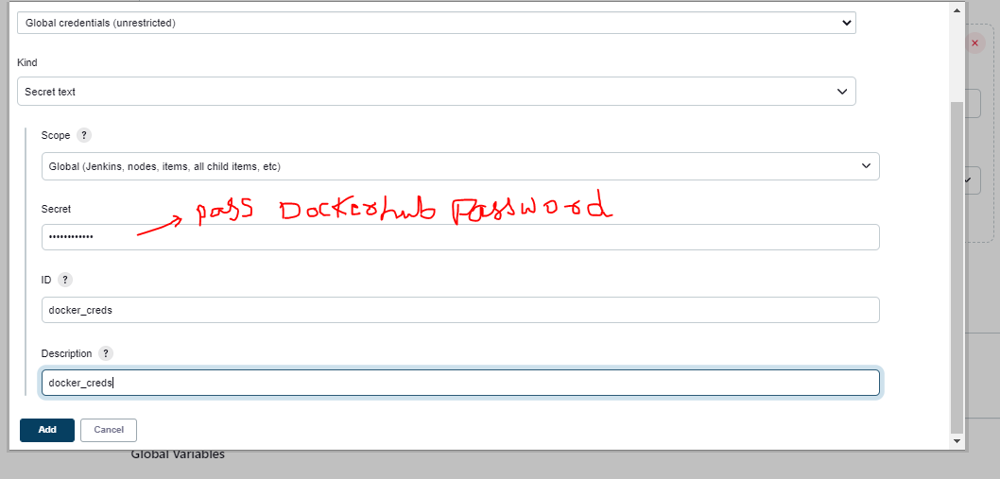 Global credentials (unrestricted)
Kind
Secret text
Scope ?
Global (Jenkins, nodes, items, all child items, etc)
Secret
pass Dockerhub Password
••••••••••••
ID ?
docker_creds
Description ?
docker_creds
Add Cancel
Global Variables